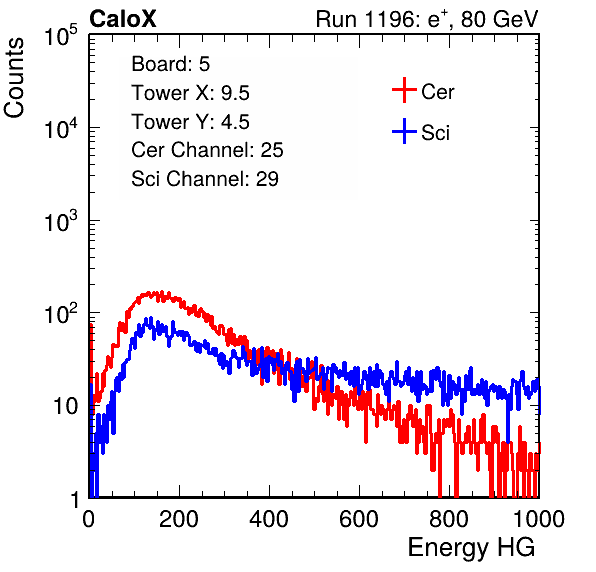 CaloX Run 1196: e⁺, 80 GeV
Counts
10⁵
10⁴
10³
10²
10
1
Board: 5
Tower X: 9.5
Tower Y: 4.5
Cer Channel: 25
Sci Channel: 29
Cer
Sci
0 200 400 600 800 1000
Energy HG